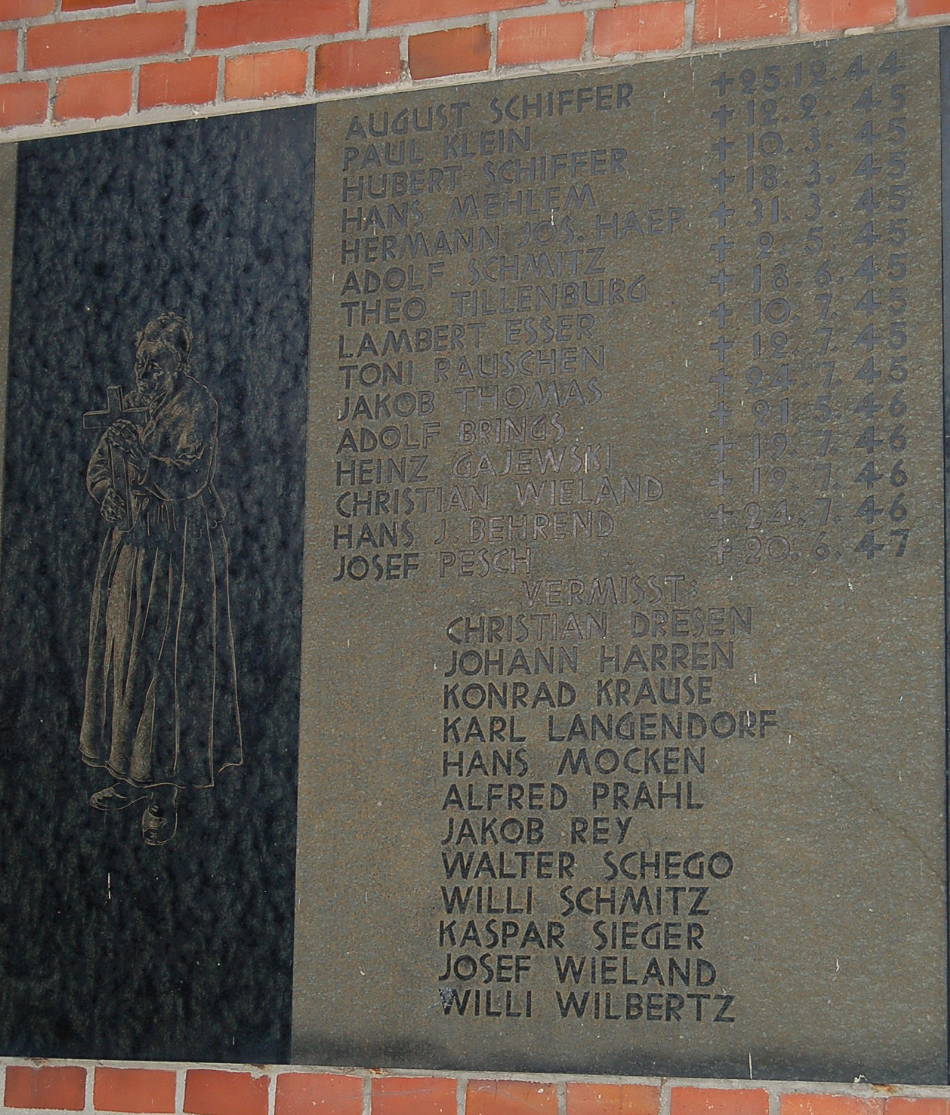 AUGUST SCHIFFER +25.12.44
PAUL KLEIN +12.2.45
HUBERT SCHIFFER +10.3.45
HANS MEHLEM +18.3.45
HERMANN JOS. HAEP +31.3.45
ADOLF SCHMITZ +2.5.45
THEO TILLENBURG +18.6.45
LAMBERT ESSER +10.7.45
TONI RAUSCHEN +12.7.45
JAKOB THOMAS +24.7.45
ADOLF BRINGS +21.5.46
HEINZ GAJEWSKI +12.7.46
CHRISTIAN WIELAND +12.7.46
HANS J. BEHREND +24.7.46
JOSEF PESCH +20.6.47
VERMISST:
CHRISTIAN DRESEN
JOHANN HARREN
KONRAD KRAUSE
KARL LANGENDORF
HANS MOCKEN
ALFRED PRAHL
JAKOB REY
WALTER SCHEGO
WILLI SCHMITZ
KASPAR SIEGER
JOSEF WIELAND
WILLI WILBERTZ